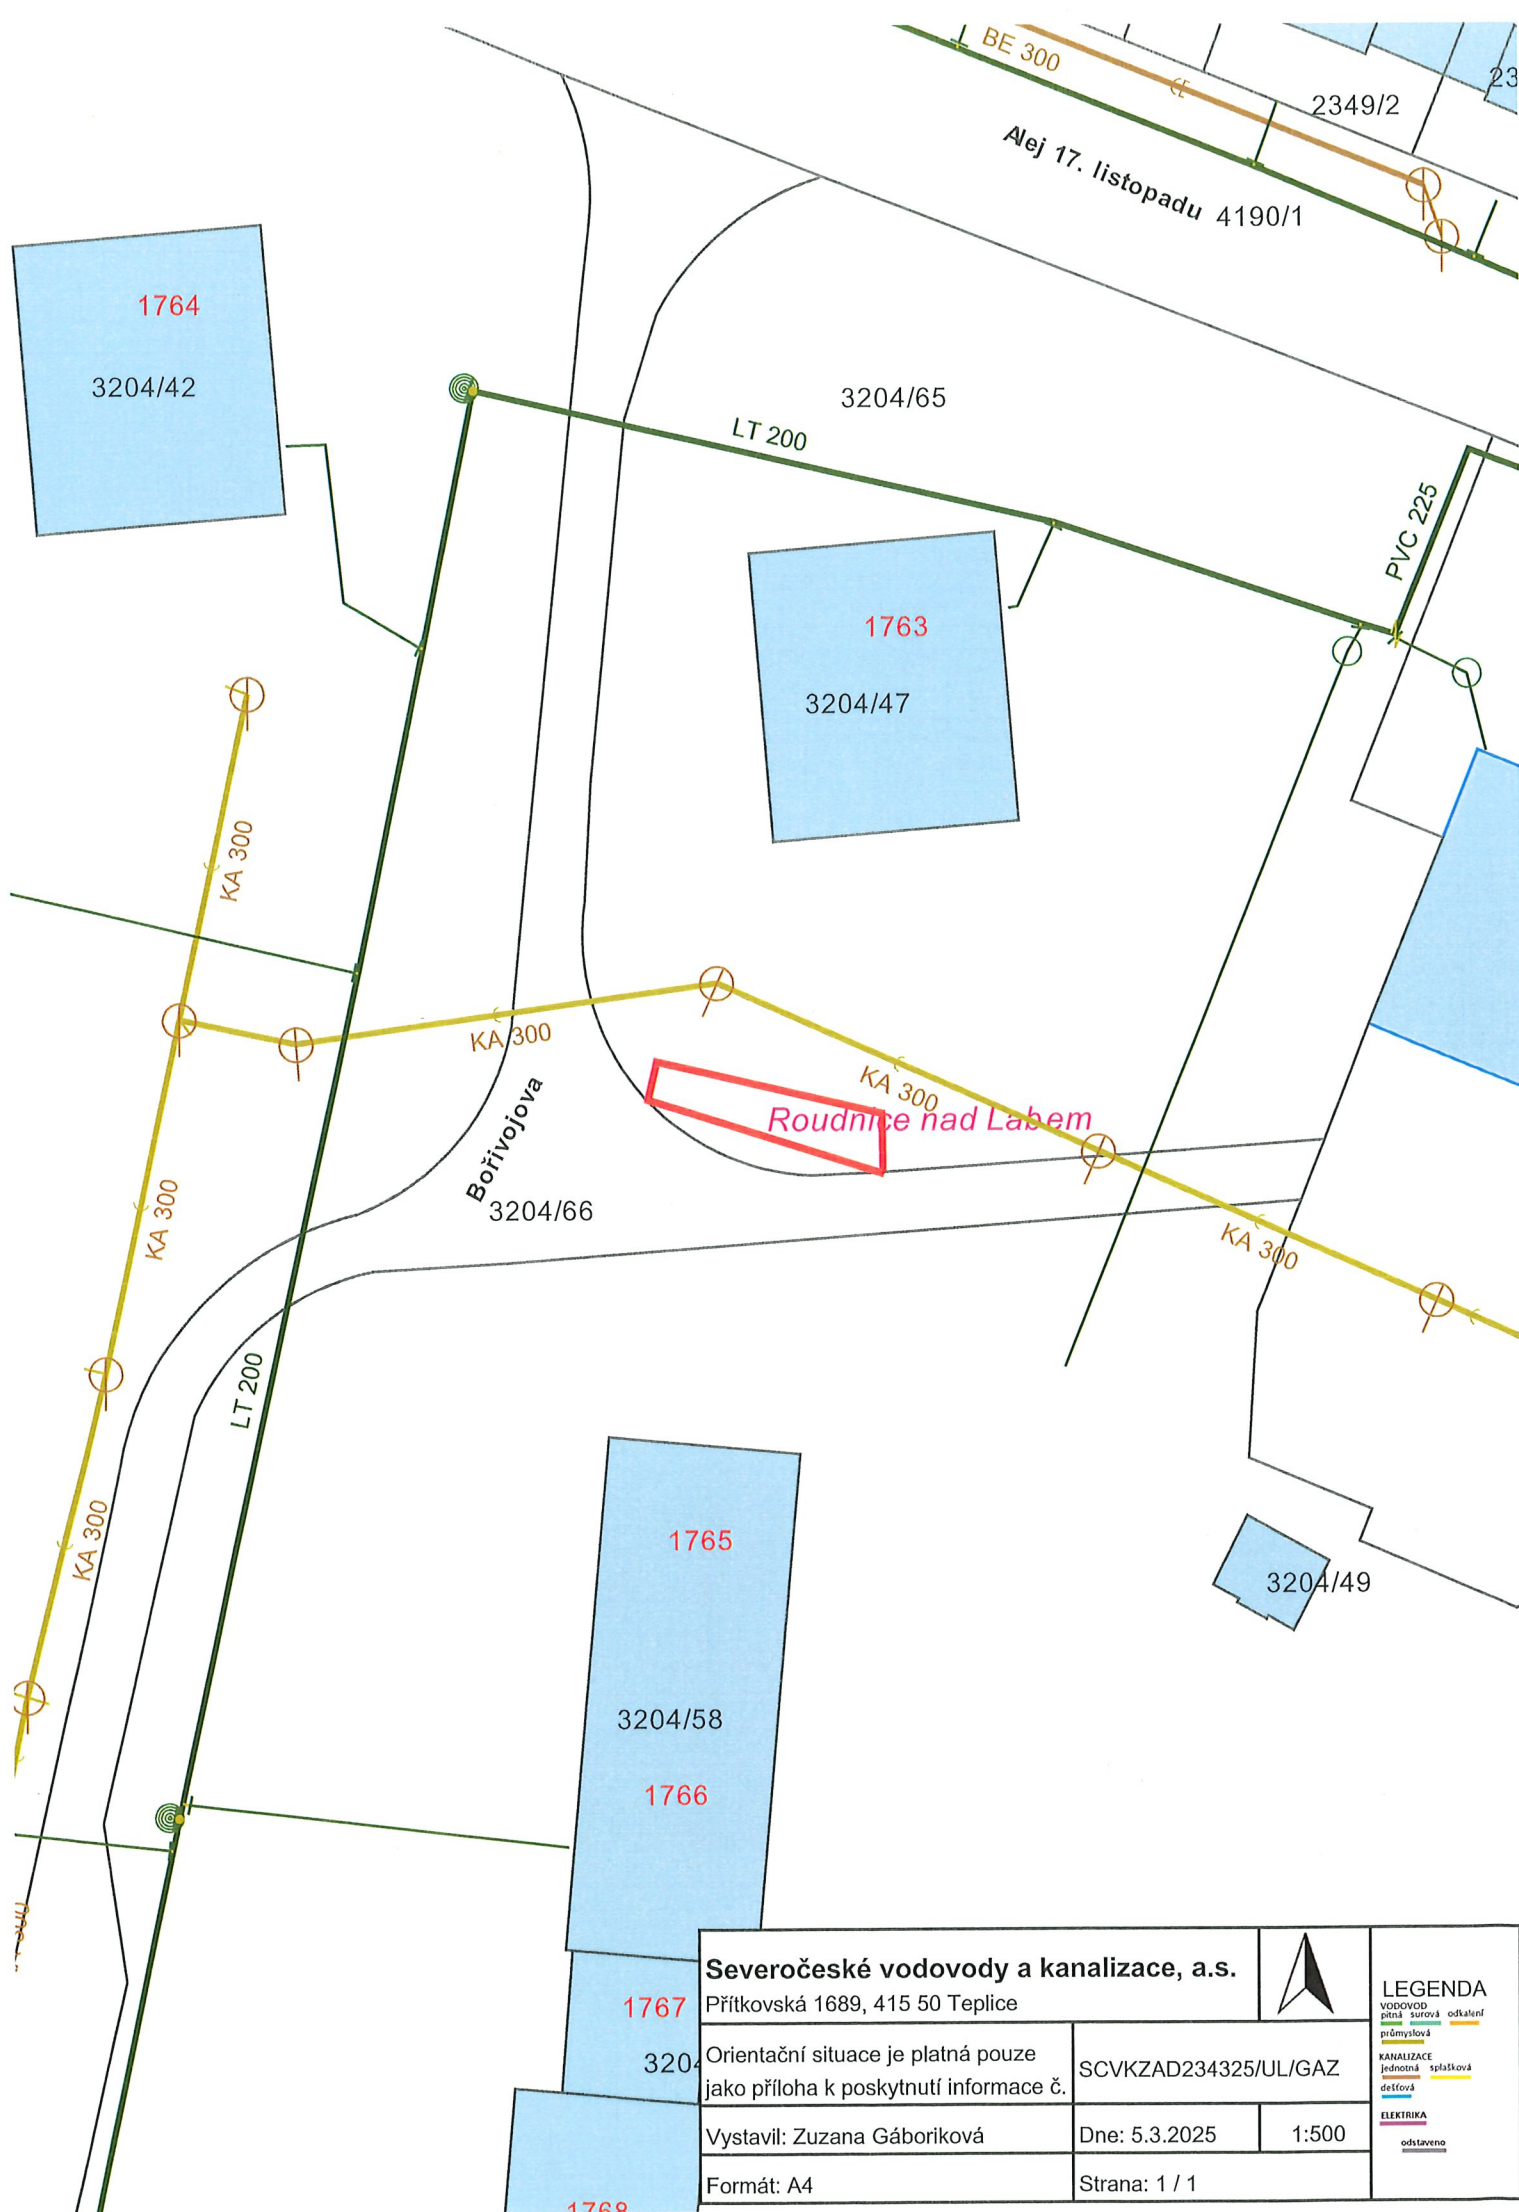 BE 300
23
2349/2
Alej 17. listopadu
4190/1
1764
3204/42
3204/65
LT 200
PVC 225
1763
3204/47
KA 300
KA 300
KA 300
Roudnice nad Labem
Bořivojova
3204/66
KA 300
KA 300
LT 200
KA 300
1765
3204/49
3204/58
1766
1767
3204
1768
Severočeské vodovody a kanalizace, a.s.
Přítkovská 1689, 415 50 Teplice
Orientační situace je platná pouze
jako příloha k poskytnutí informace č.
SCVKZAD234325/UL/GAZ
Vystavil: Zuzana Gáboriková
Dne: 5.3.2025
1:500
Formát: A4
Strana: 1 / 1
LEGENDA
VODOVOD
pitná surová odkalení
průmyslová
KANALIZACE
jednotná splašková
dešťová
ELEKTRIKA
odstaveno